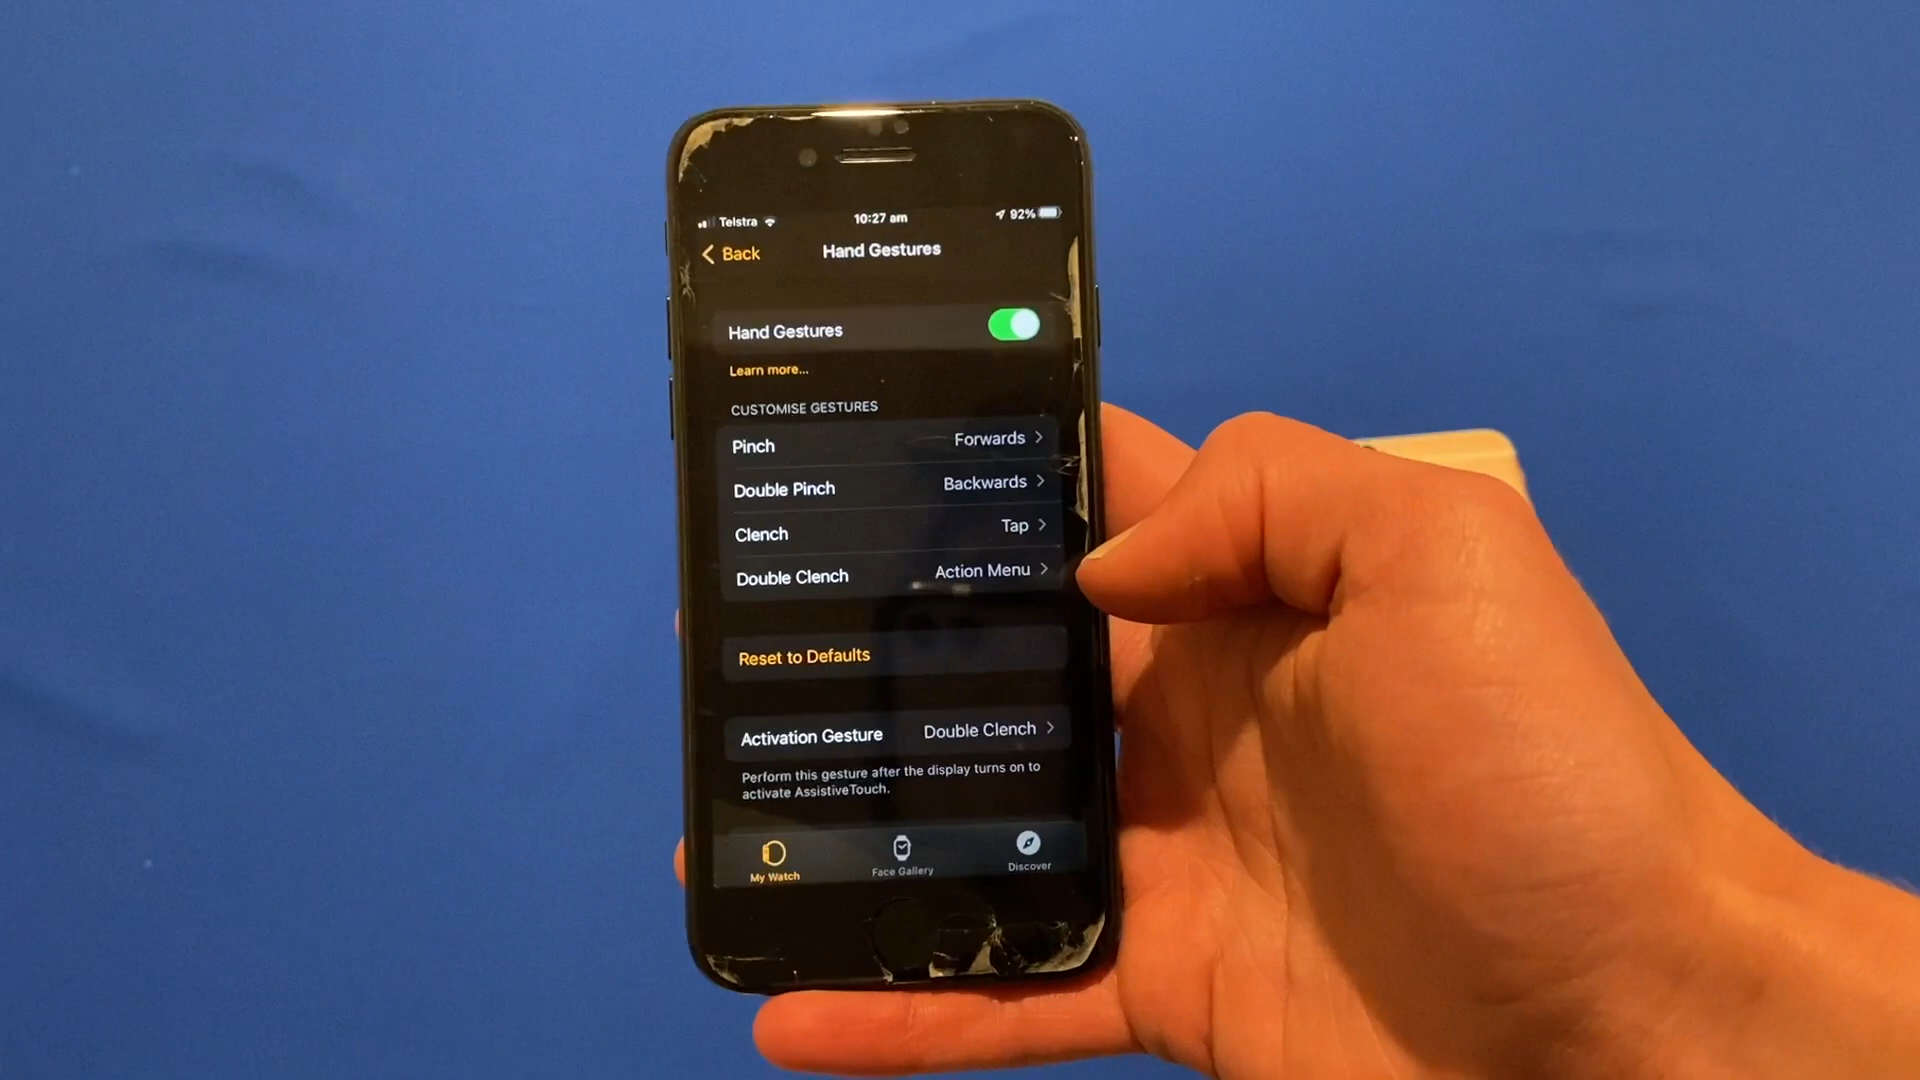 Telstra 10:27 am 92%
Back Hand Gestures
Hand Gestures
Learn more...
CUSTOMISE GESTURES
Pinch Forwards
Double Pinch Backwards
Clench Tap
Double Clench Action Menu
Reset to Defaults
Activation Gesture Double Clench
Perform this gesture after the display turns on to
activate AssistiveTouch.
My Watch Face Gallery Discover